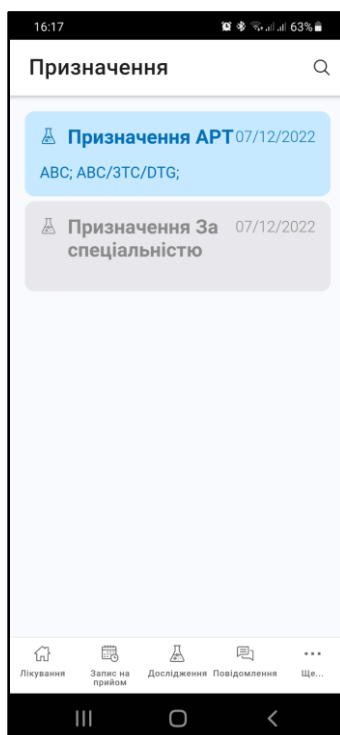 16:17 63%
Призначення
Призначення АРТ 07/12/2022
ABC; ABC/3TC/DTG;
Призначення За 07/12/2022
спеціальністю
Лікування Запис на Дослідження Повідомлення Ще...
прийом